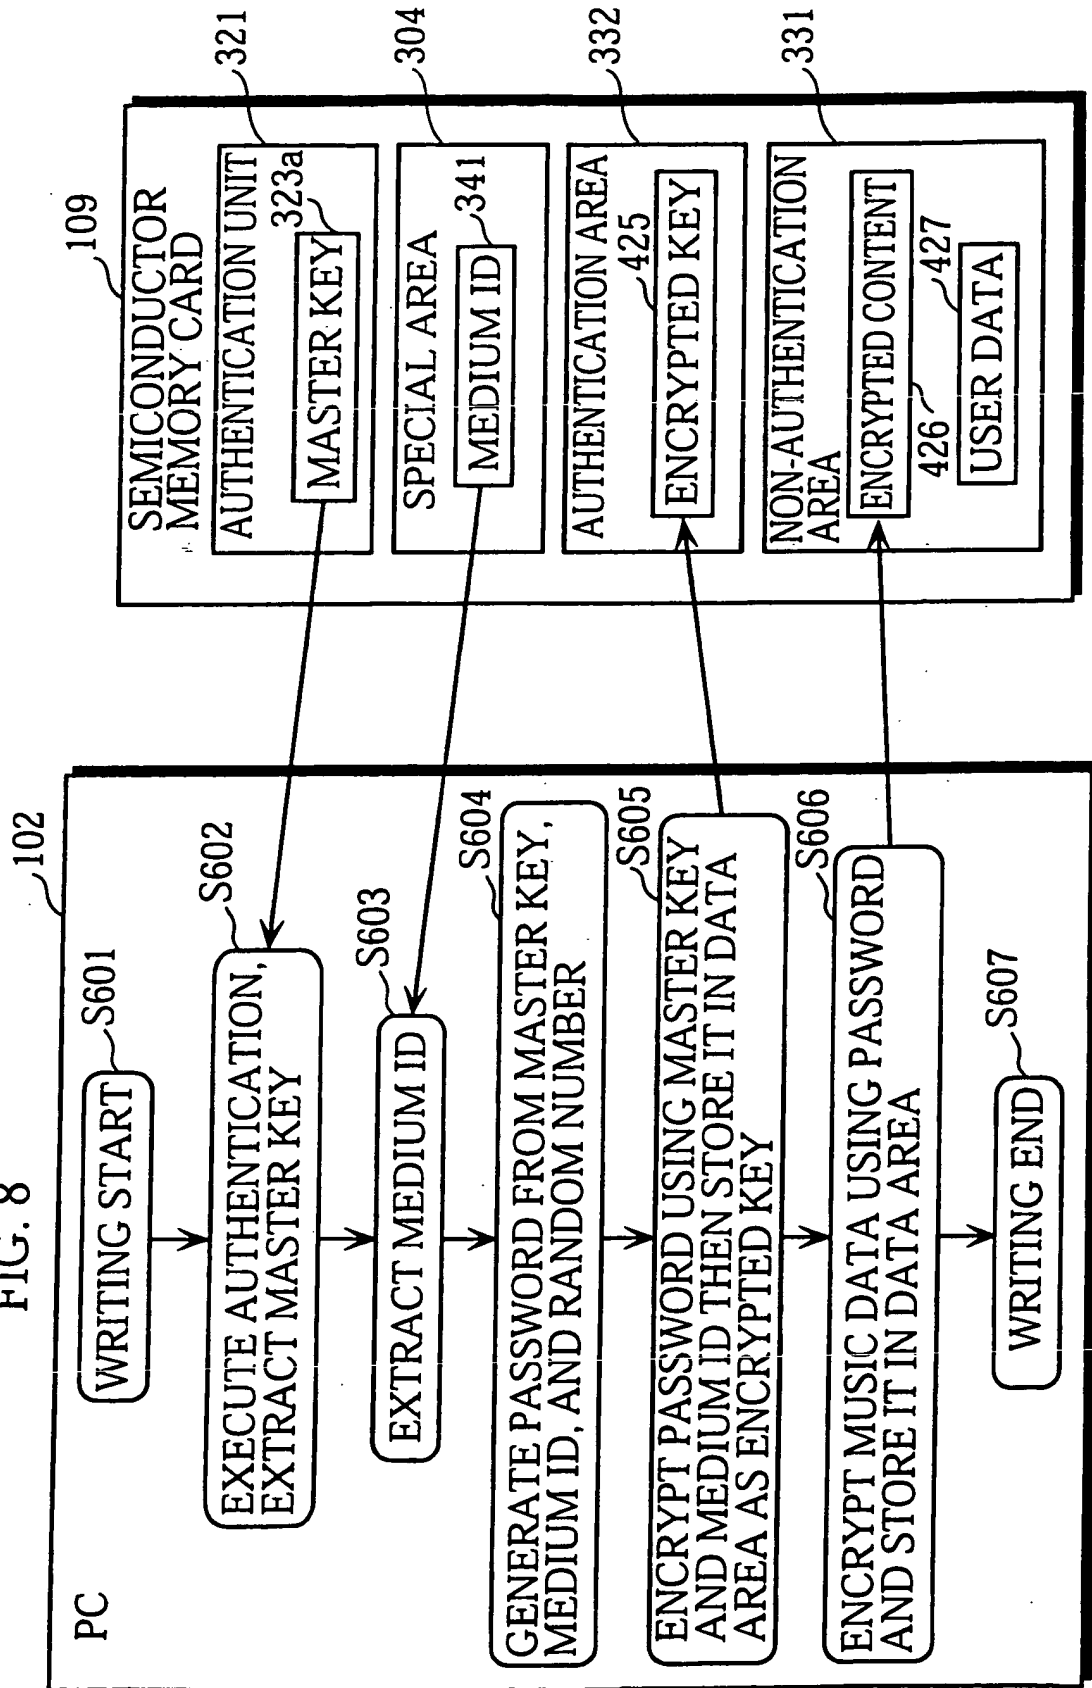 FIG. 8
102
PC
S601
WRITING START
S602
EXECUTE AUTHENTICATION,
EXTRACT MASTER KEY
S603
EXTRACT MEDIUM ID
S604
GENERATE PASSWORD FROM MASTER KEY,
MEDIUM ID, AND RANDOM NUMBER
S605
ENCRYPT PASSWORD USING MASTER KEY
AND MEDIUM ID THEN STORE IT IN DATA
AREA AS ENCRYPTED KEY
S606
ENCRYPT MUSIC DATA USING PASSWORD
AND STORE IT IN DATA AREA
S607
WRITING END
109
SEMICONDUCTOR
MEMORY CARD
321
AUTHENTICATION UNIT
323a
MASTER KEY
304
SPECIAL AREA
341
MEDIUM ID
332
AUTHENTICATION AREA
425
ENCRYPTED KEY
331
NON-AUTHENTICATION
AREA
ENCRYPTED CONTENT
426
427
USER DATA